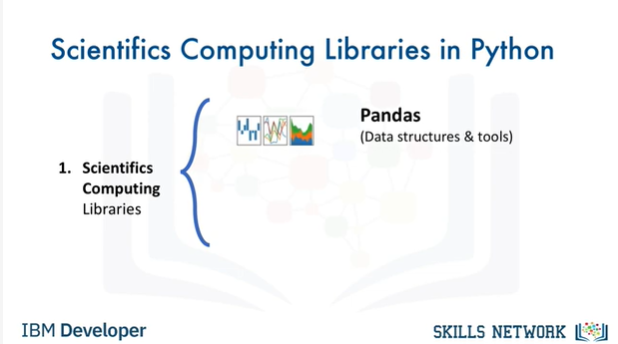 Scientifics Computing Libraries in Python
Pandas
(Data structures & tools)
1. Scientifics
Computing
Libraries
IBM Developer
SKILLS NETWORK